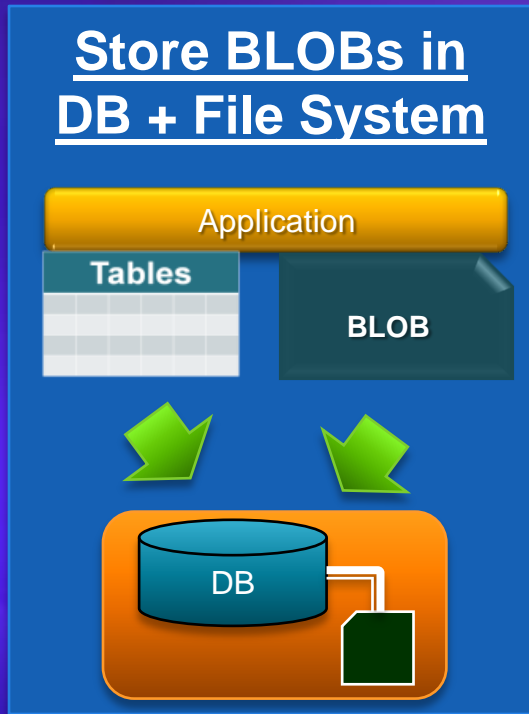 Store BLOBs in
DB + File System
Application
Tables
BLOB
DB